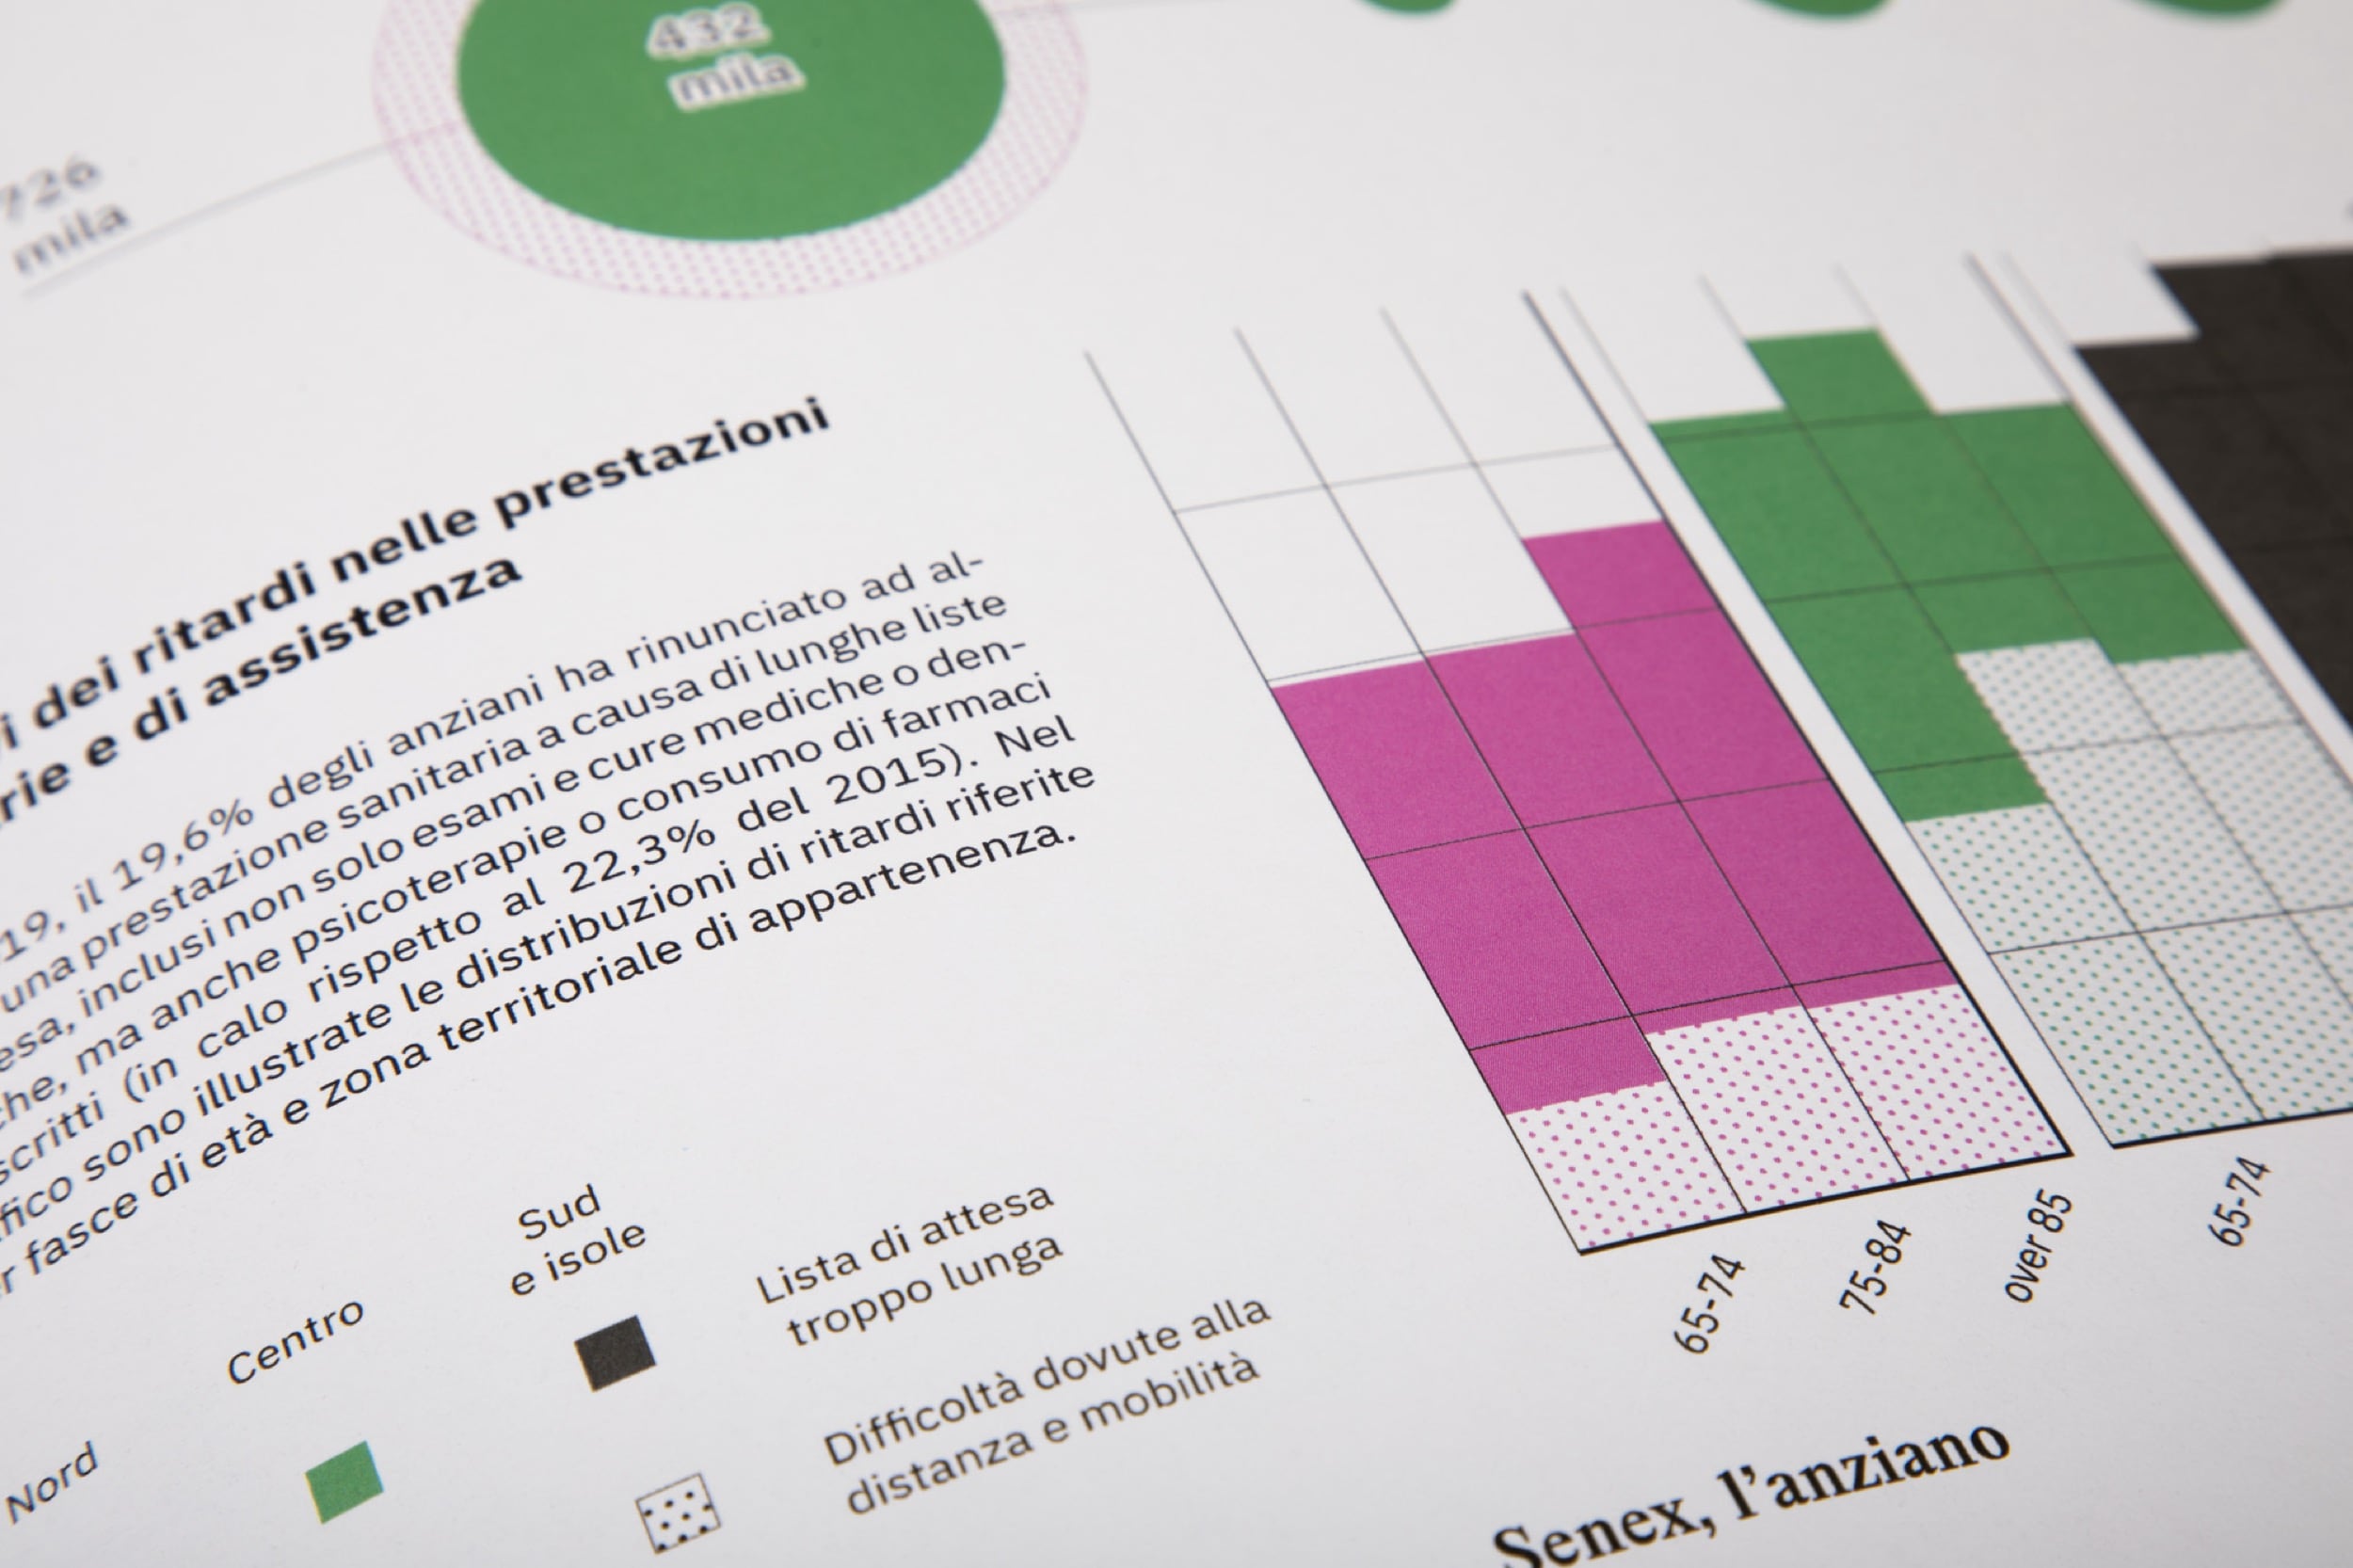 432
mila
726
mila
i dei ritardi nelle prestazioni
rie e di assistenza
19, il 19,6% degli anziani ha rinunciato ad al-
una prestazione sanitaria a causa di lunghe liste
esa, inclusi non solo esami e cure mediche o den-
che, ma anche psicoterapie o consumo di farmaci
scritti (in calo rispetto al 22,3% del 2015). Nel
fico sono illustrate le distribuzioni di ritardi riferite
r fasce di età e zona territoriale di appartenenza.
Nord
Centro
Sud
e isole
Lista di attesa
troppo lunga
Difficoltà dovute alla
distanza e mobilità
65-74
75-84
over 85
65-74
Senex, l’anziano